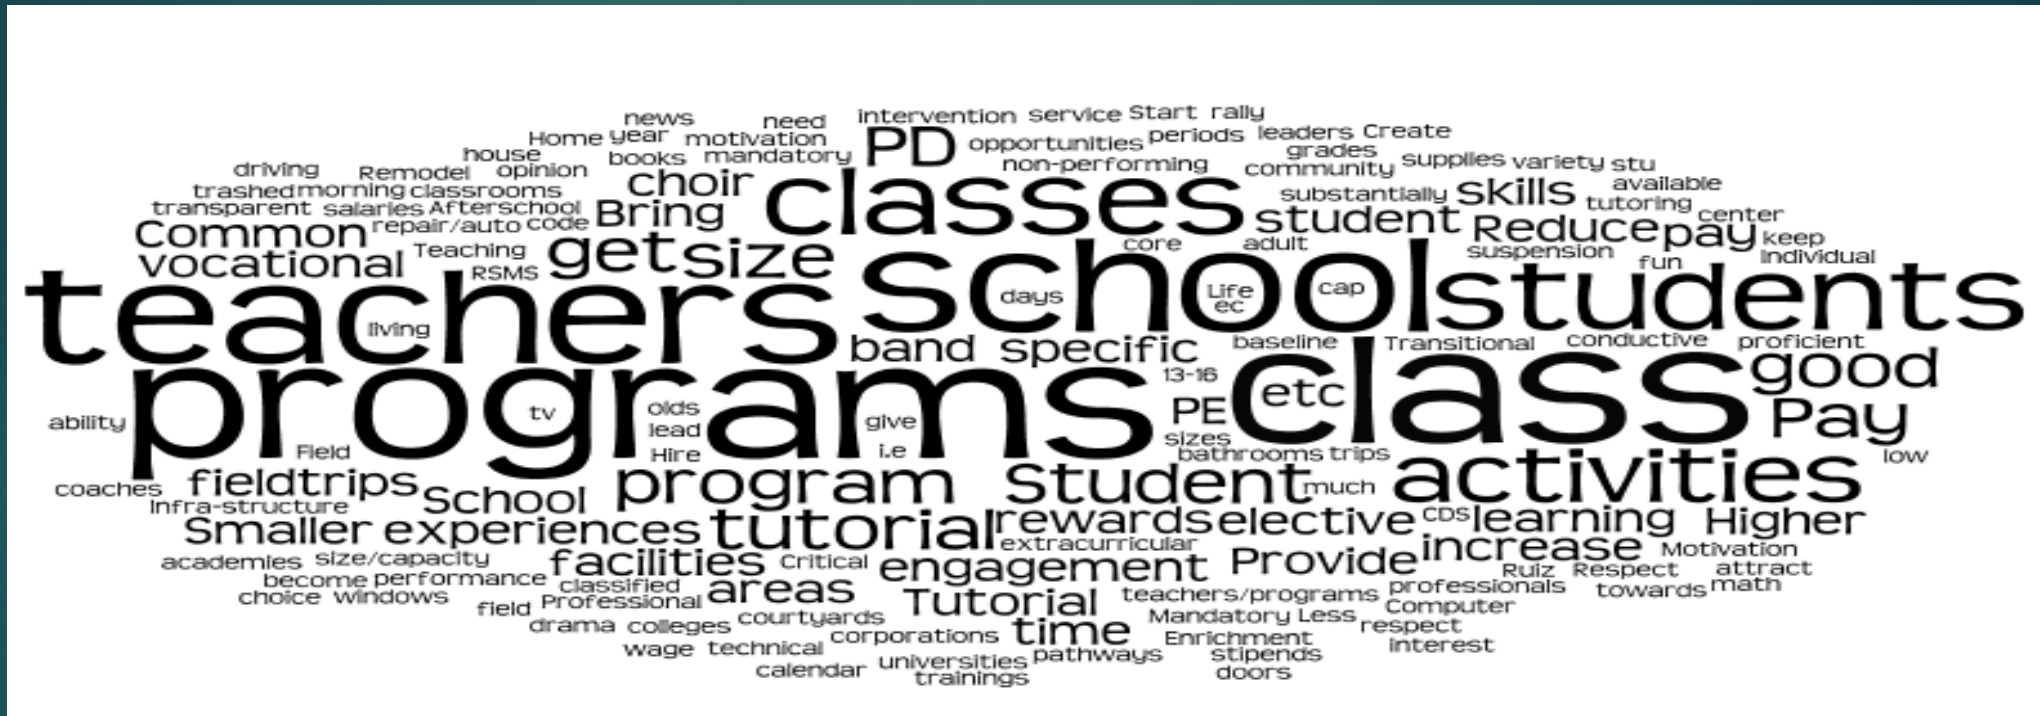 news need intervention service Start rally
Home year motivation PD opportunities periods leaders Create
house books mandatory non-performing grades
driving Remodel opinion choir classes community supplies variety stu
trashed morning classrooms substantially skills available
transparent salaries Afterschool Bring student tutoring center
Common repair/auto code Reduce pay keep
vocational Teaching get size core adult suspension fun Individual
RSMS
teachers school students
living days Life ec cap
band specific baseline Transitional conductive proficient
programs 13-16 class good
ability tv olds give PE etc Pay
lead sizes
Field Hire i.e bathrooms trips low
coaches fieldtrips program Student much activities
Infra-structure School
Smaller experiences tutorial rewards elective CDS learning Higher
extracurricular
academies size/capacity facilities Critical engagement Provide increase Motivation
become performance classified areas Ruiz Respect attract
choice windows Professional Tutorial teachers/programs professionals towards math
field courtyards Mandatory Less Computer
drama colleges corporations time Enrichment respect
wage technical pathways stipends interest
calendar universities doors
trainings